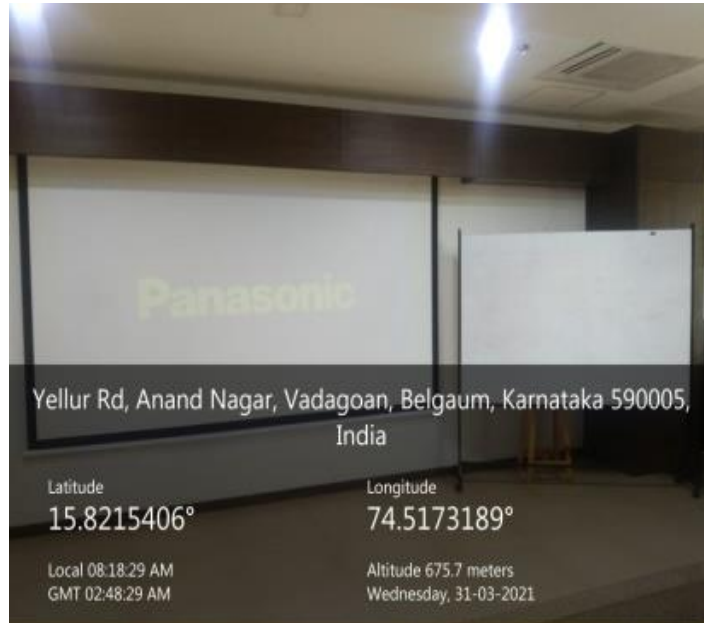 Panasonic
Yellur Rd, Anand Nagar, Vadagoan, Belgaum, Karnataka 590005,
India
Latitude
15.8215406°
Longitude
74.5173189°
Local 08:18:29 AM
GMT 02:48:29 AM
Altitude 675.7 meters
Wednesday, 31-03-2021